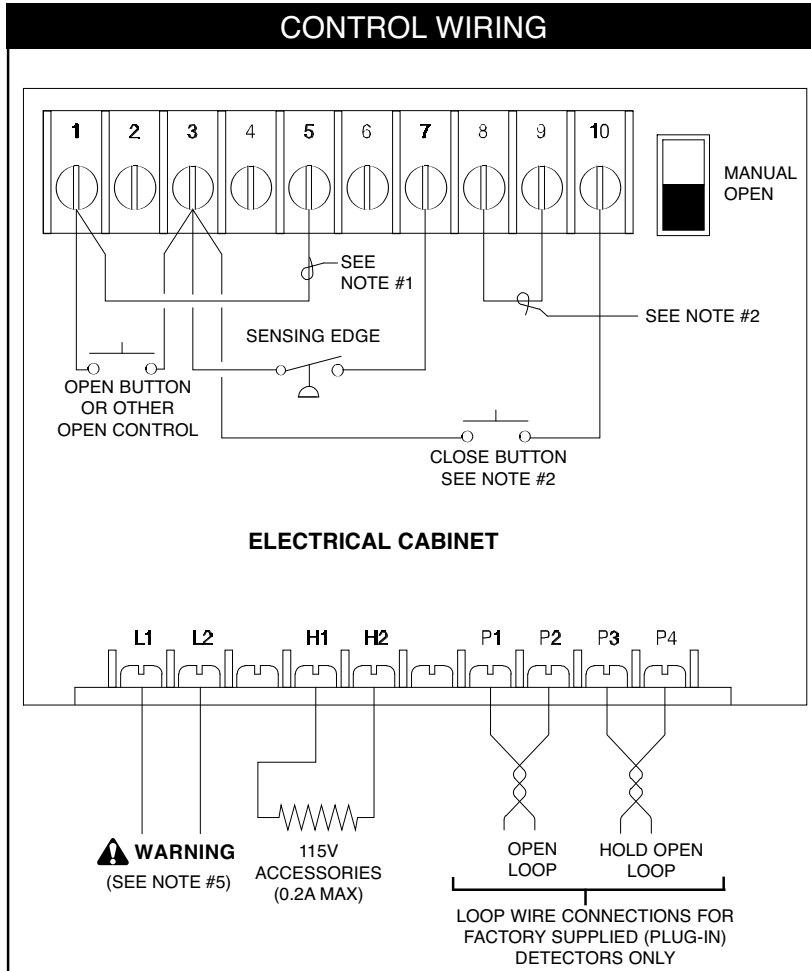 CONTROL WIRING
1 2 3 4 5 6 7 8 9 10
MANUAL
OPEN
SEE
NOTE #1
SEE NOTE #2
SENSING EDGE
OPEN BUTTON
OR OTHER
OPEN CONTROL
CLOSE BUTTON
SEE NOTE #2
ELECTRICAL CABINET
L1 L2 H1 H2 P1 P2 P3 P4
WARNING
(SEE NOTE #5)
115V
ACCESSORIES
(0.2A MAX)
OPEN
LOOP
HOLD OPEN
LOOP
LOOP WIRE CONNECTIONS FOR
FACTORY SUPPLIED (PLUG-IN)
DETECTORS ONLY